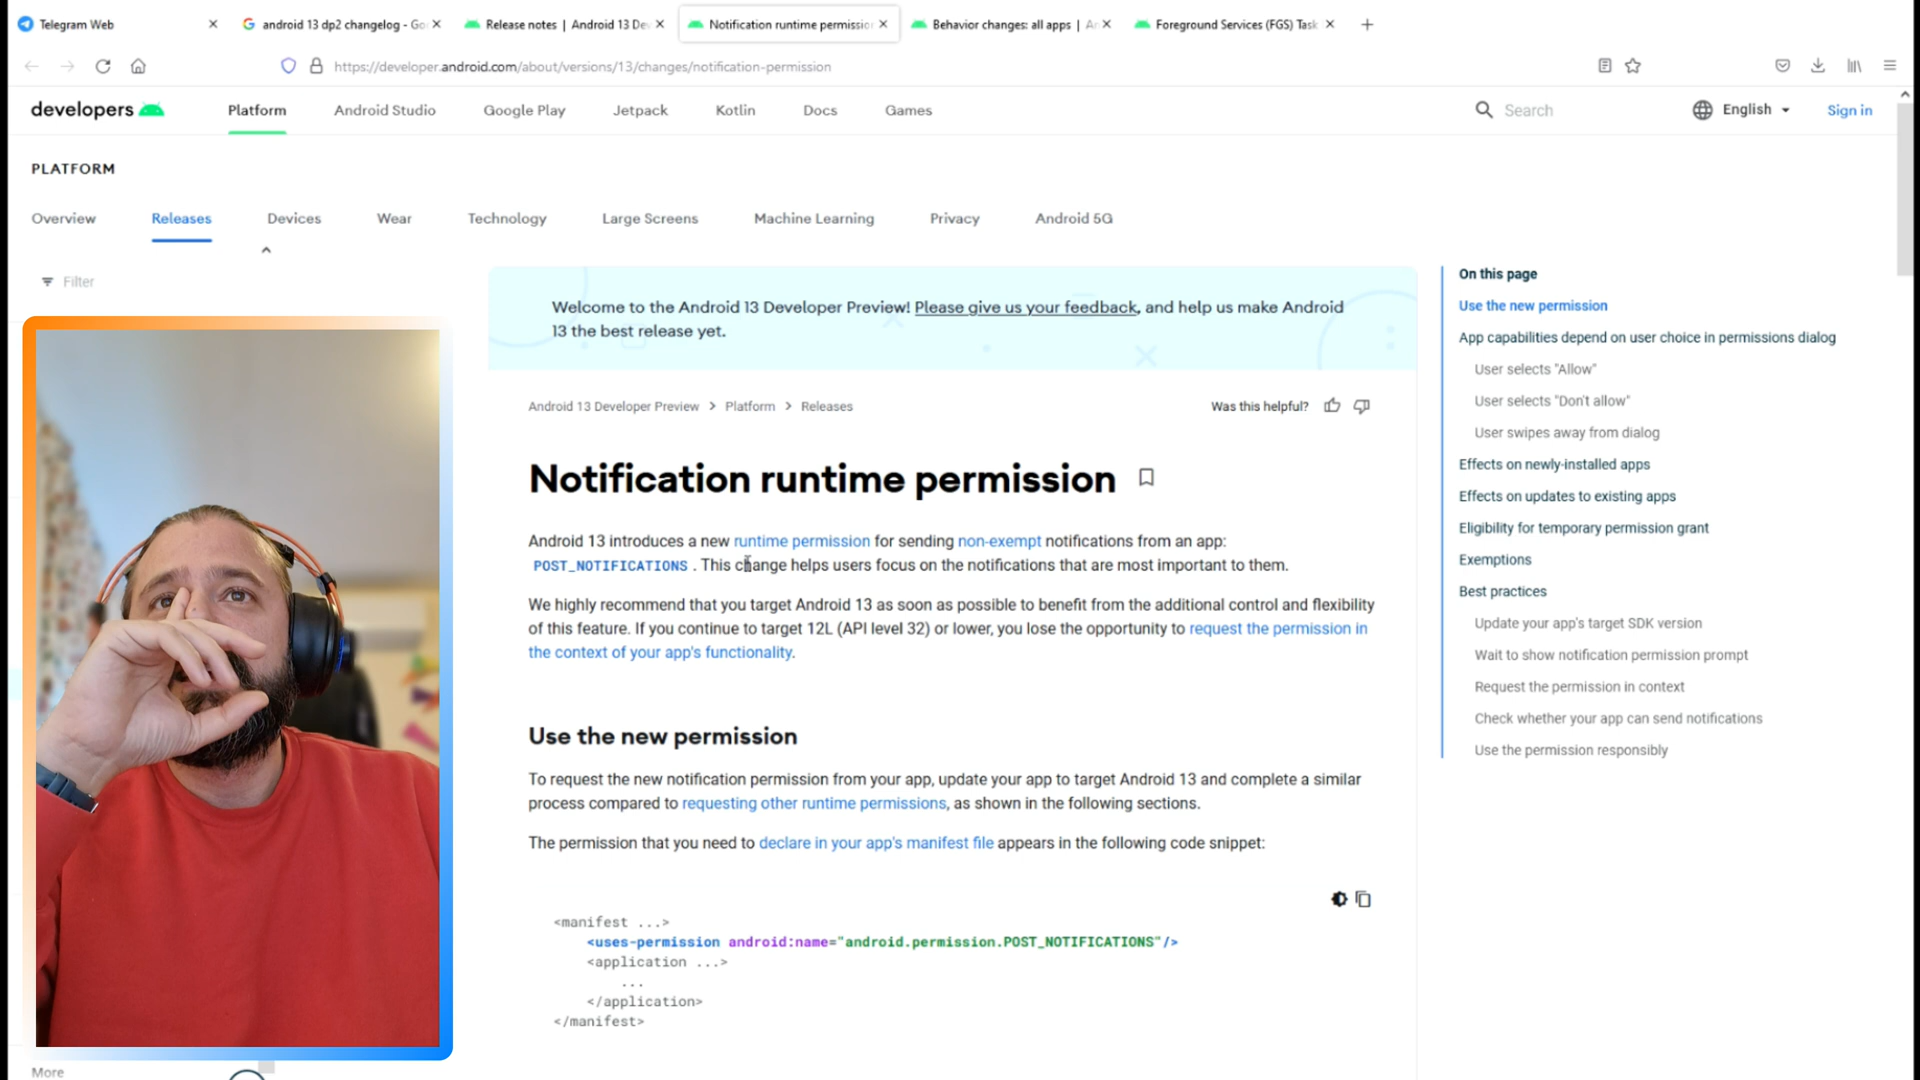 Telegram Web
android 13 dp2 changelog - Go
Release notes | Android 13 De
Notification runtime permissio
Behavior changes: all apps | A
Foreground Services (FGS) Task
https://developer.android.com/about/versions/13/changes/notification-permission
developers
Platform
Android Studio
Google Play
Jetpack
Kotlin
Docs
Games
Search
English
Sign in
PLATFORM
Overview
Releases
Devices
Wear
Technology
Large Screens
Machine Learning
Privacy
Android 5G
Filter
Welcome to the Android 13 Developer Preview! Please give us your feedback, and help us make Android
13 the best release yet.
Android 13 Developer Preview > Platform > Releases
Was this helpful?
Notification runtime permission
Android 13 introduces a new runtime permission for sending non-exempt notifications from an app:
POST_NOTIFICATIONS . This change helps users focus on the notifications that are most important to them.
We highly recommend that you target Android 13 as soon as possible to benefit from the additional control and flexibility
of this feature. If you continue to target 12L (API level 32) or lower, you lose the opportunity to request the permission in
the context of your app's functionality.
Use the new permission
To request the new notification permission from your app, update your app to target Android 13 and complete a similar
process compared to requesting other runtime permissions, as shown in the following sections.
The permission that you need to declare in your app's manifest file appears in the following code snippet:
<manifest ...>
<uses-permission android:name="android.permission.POST_NOTIFICATIONS"/>
<application ...>
...
</application>
</manifest>
On this page
Use the new permission
App capabilities depend on user choice in permissions dialog
User selects "Allow"
User selects "Don't allow"
User swipes away from dialog
Effects on newly-installed apps
Effects on updates to existing apps
Eligibility for temporary permission grant
Exemptions
Best practices
Update your app's target SDK version
Wait to show notification permission prompt
Request the permission in context
Check whether your app can send notifications
Use the permission responsibly
More